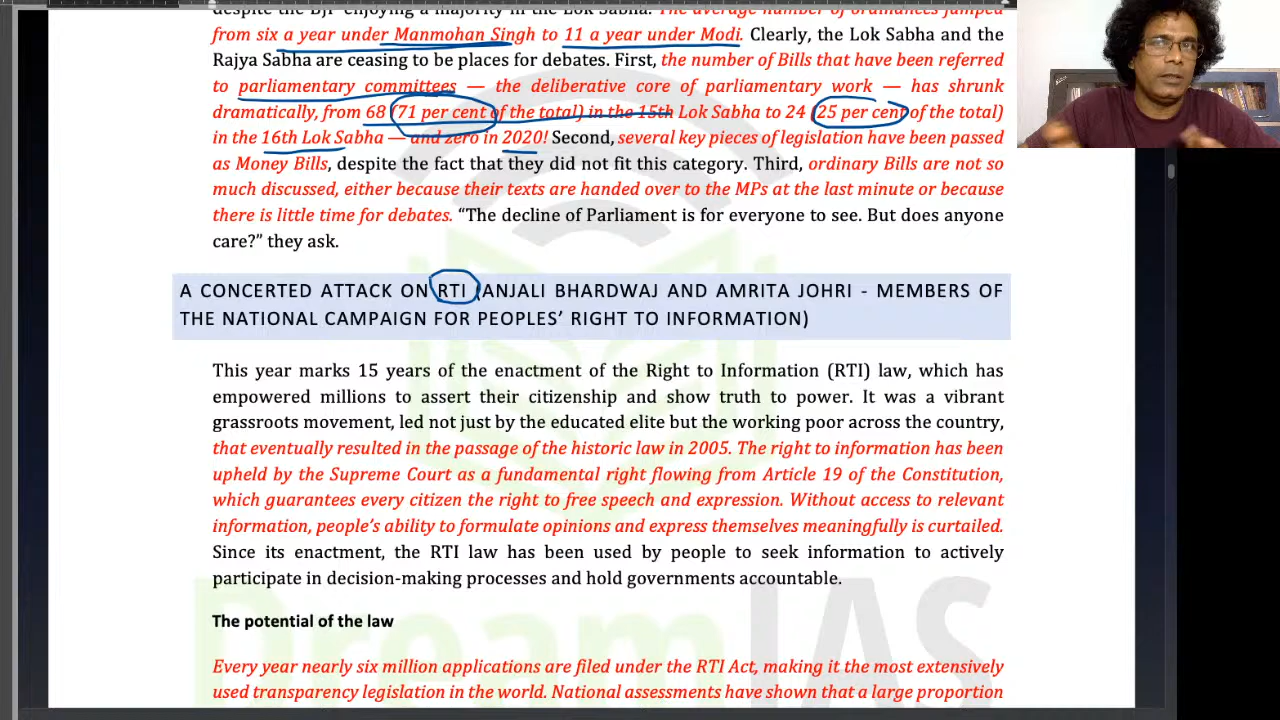 despite the BJP enjoying a majority in the Lok Sabha. The average number of ordinances jumped
from six a year under Manmohan Singh to 11 a year under Modi. Clearly, the Lok Sabha and the
Rajya Sabha are ceasing to be places for debates. First, the number of Bills that have been referred
to parliamentary committees — the deliberative core of parliamentary work — has shrunk
dramatically, from 68 (71 per cent of the total) in the 15th Lok Sabha to 24 (25 per cent of the total)
in the 16th Lok Sabha — and zero in 2020! Second, several key pieces of legislation have been passed
as Money Bills, despite the fact that they did not fit this category. Third, ordinary Bills are not so
much discussed, either because their texts are handed over to the MPs at the last minute or because
there is little time for debates. “The decline of Parliament is for everyone to see. But does anyone
care?” they ask.
A CONCERTED ATTACK ON RTI (ANJALI BHARDWAJ AND AMRITA JOHRI - MEMBERS OF
THE NATIONAL CAMPAIGN FOR PEOPLES’ RIGHT TO INFORMATION)
This year marks 15 years of the enactment of the Right to Information (RTI) law, which has
empowered millions to assert their citizenship and show truth to power. It was a vibrant
grassroots movement, led not just by the educated elite but the working poor across the country,
that eventually resulted in the passage of the historic law in 2005. The right to information has been
upheld by the Supreme Court as a fundamental right flowing from Article 19 of the Constitution,
which guarantees every citizen the right to free speech and expression. Without access to relevant
information, people’s ability to formulate opinions and express themselves meaningfully is curtailed.
Since its enactment, the RTI law has been used by people to seek information to actively
participate in decision-making processes and hold governments accountable.
The potential of the law
Every year nearly six million applications are filed under the RTI Act, making it the most extensively
used transparency legislation in the world. National assessments have shown that a large proportion
DreamIAS